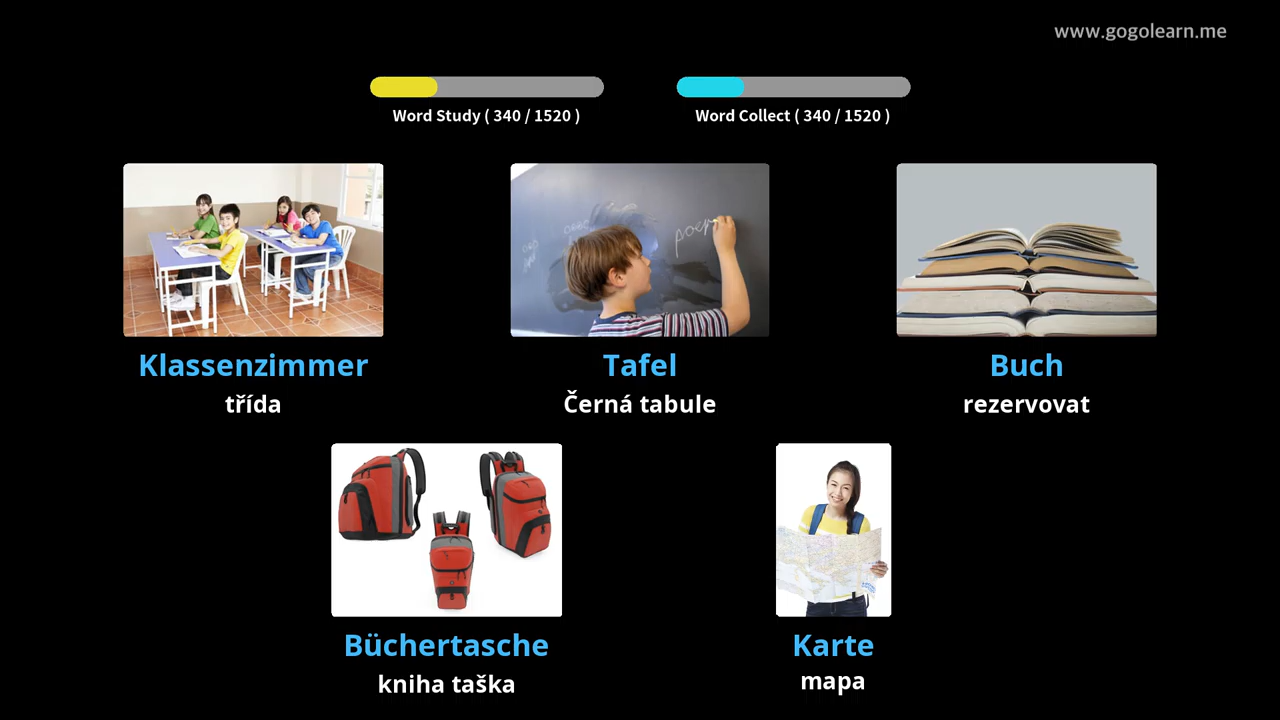 www.gogolearn.me
Word Study ( 340 / 1520 )
Word Collect ( 340 / 1520 )
poer
Klassenzimmer
Tafel
Buch
třída
Černá tabule
rezervovat
Büchertasche
Karte
kniha taška
mapa